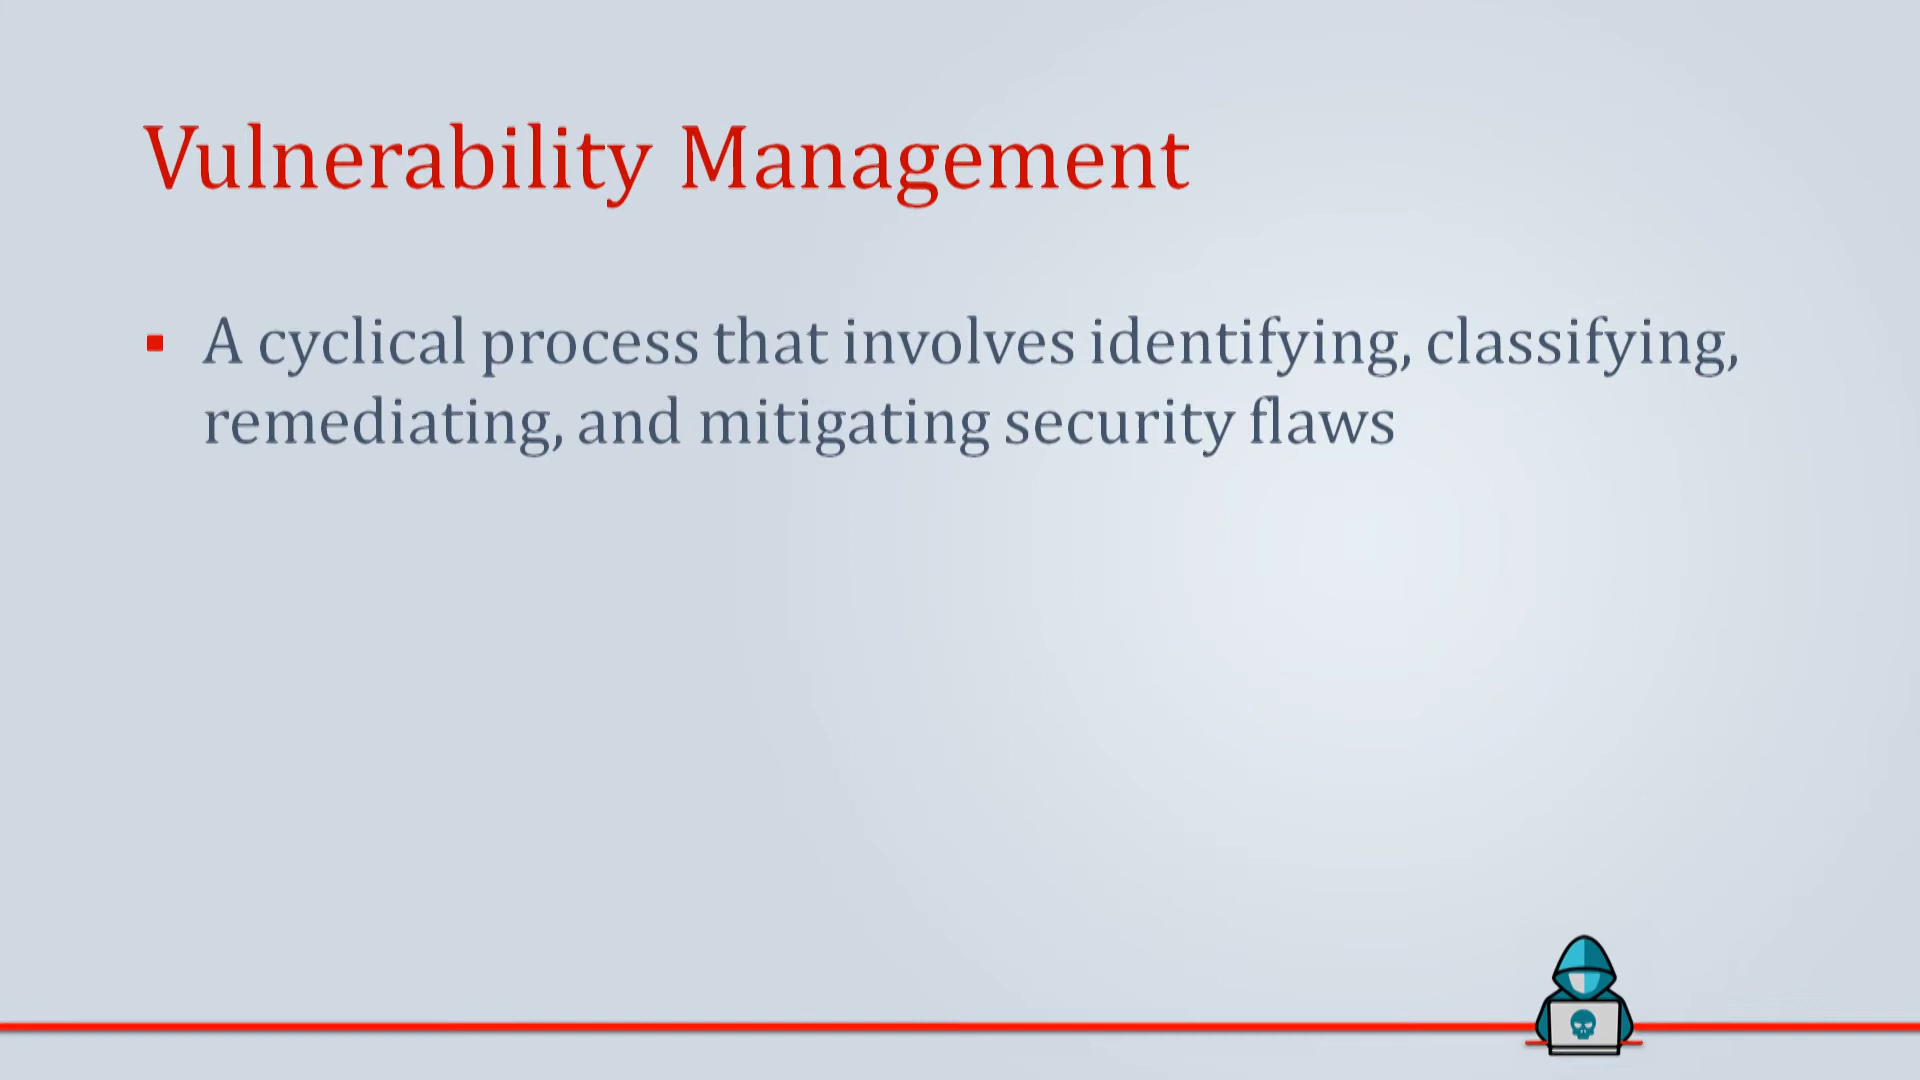 Vulnerability Management
▪ A cyclical process that involves identifying, classifying,
remediating, and mitigating security flaws